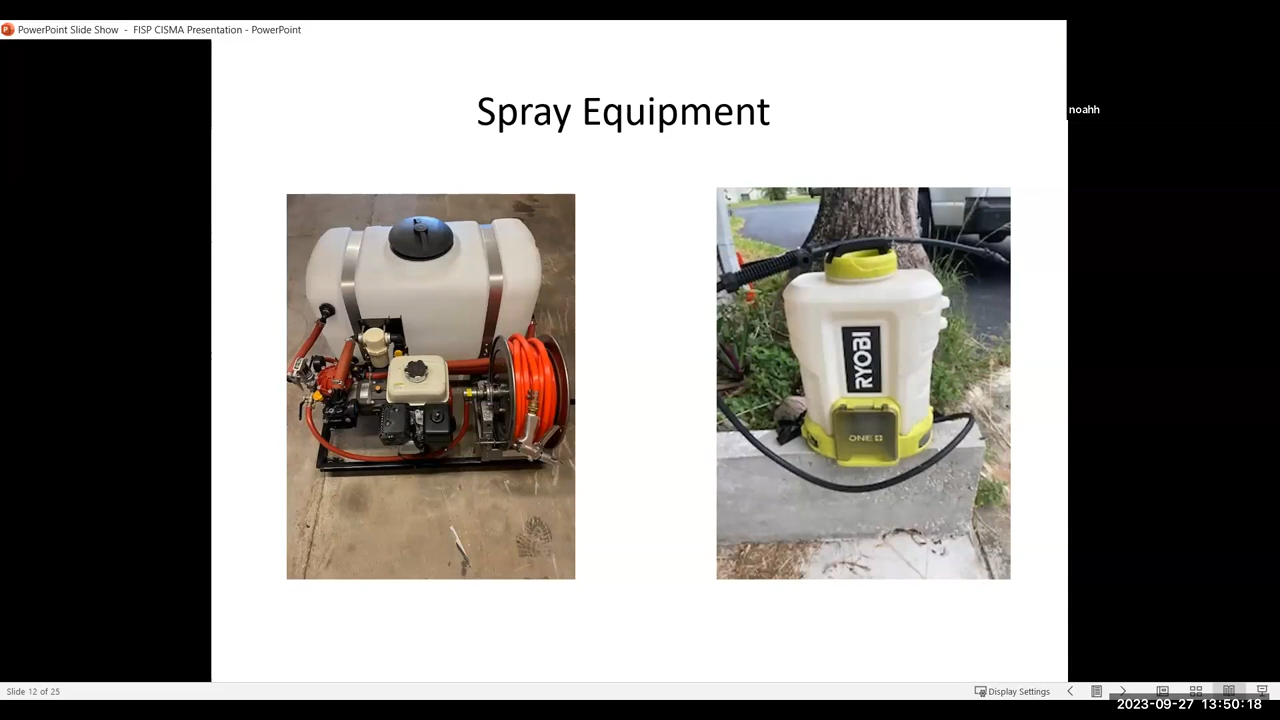 PowerPoint Slide Show - FISP CISMA Presentation - PowerPoint
Spray Equipment
noahh
RYOBI
ONE+
Slide 12 of 25
Display Settings
2023-09-27 13:50:18